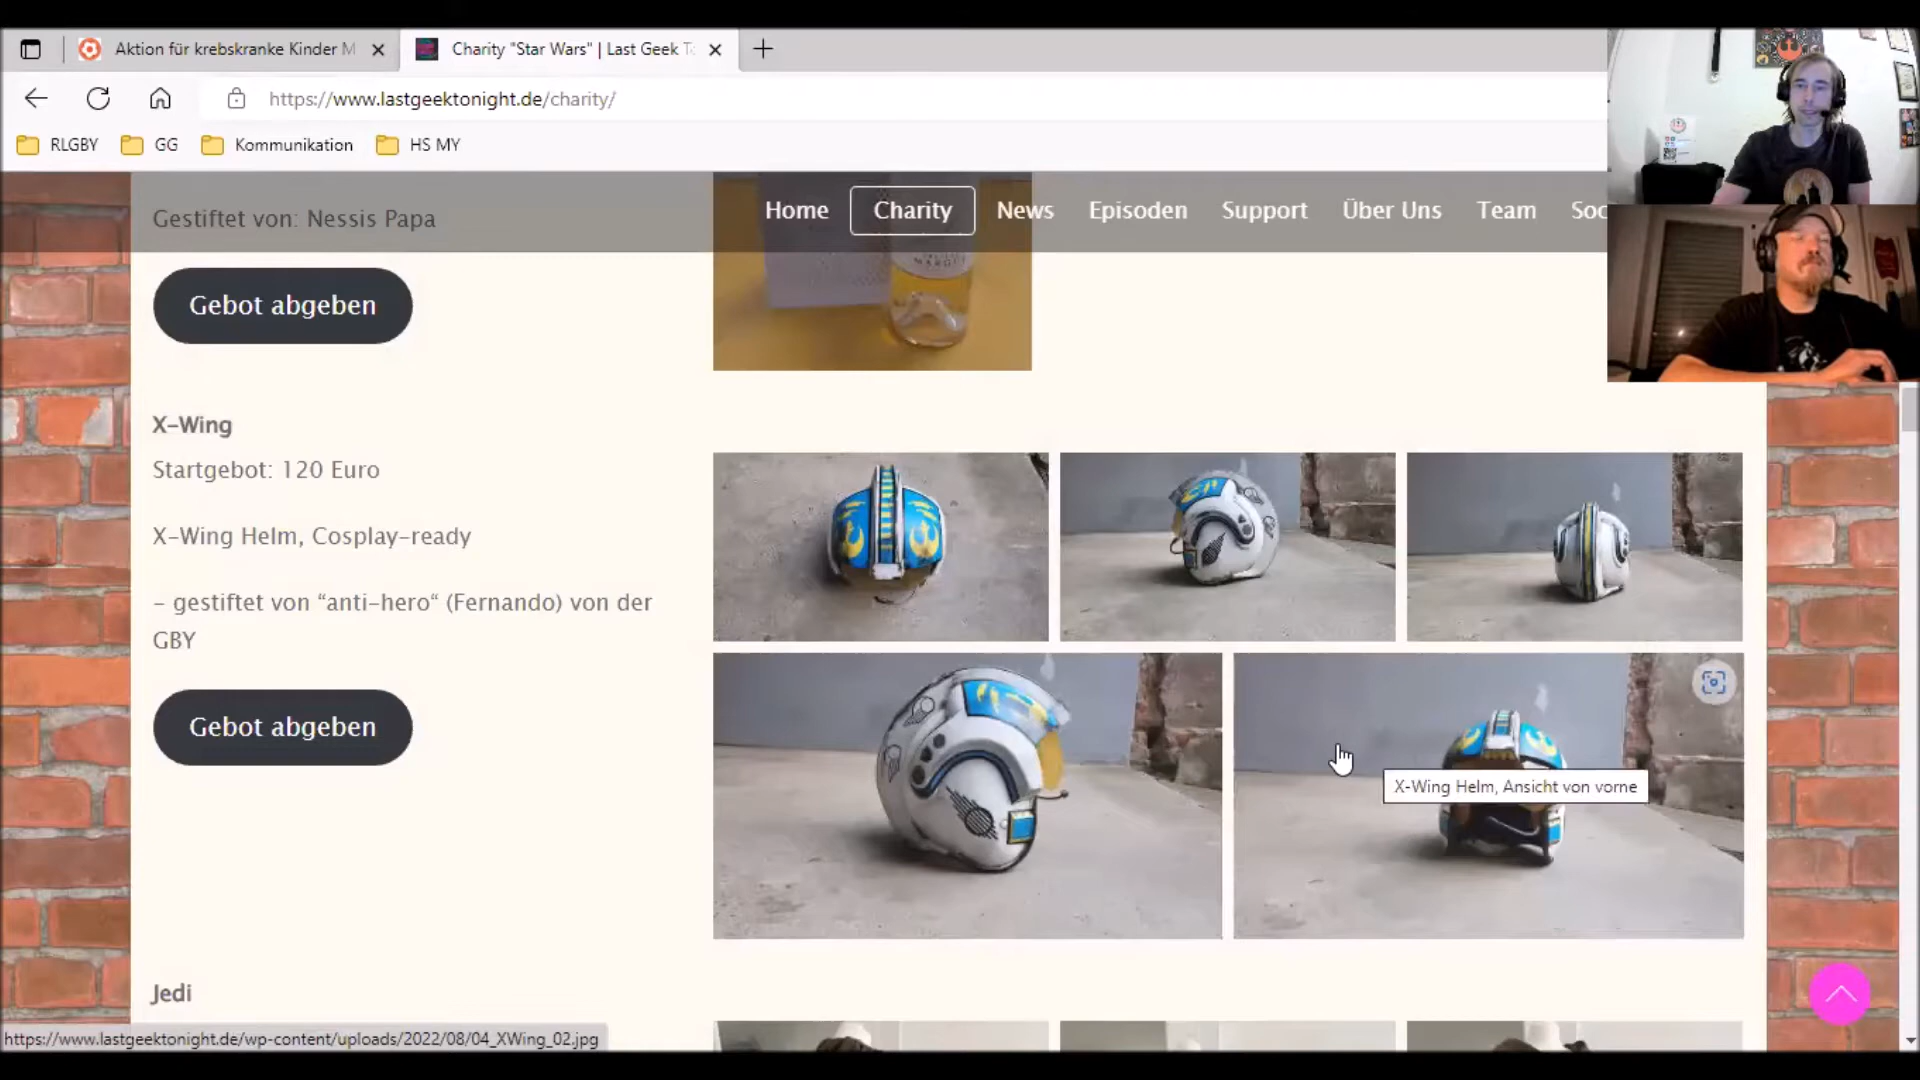 Aktion für krebskranke Kinder M
Charity "Star Wars" | Last Geek T
https://www.lastgeektonight.de/charity/
RLGBY
GG
Kommunikation
HS MY
Home
Charity
News
Episoden
Support
Über Uns
Team
Soc
Gestiftet von: Nessis Papa
Gebot abgeben
X-Wing
Startgebot: 120 Euro
X-Wing Helm, Cosplay-ready
- gestiftet von “anti-hero“ (Fernando) von der
GBY
Gebot abgeben
X-Wing Helm, Ansicht von vorne
Jedi
https://www.lastgeektonight.de/wp-content/uploads/2022/08/04_XWing_02.jpg